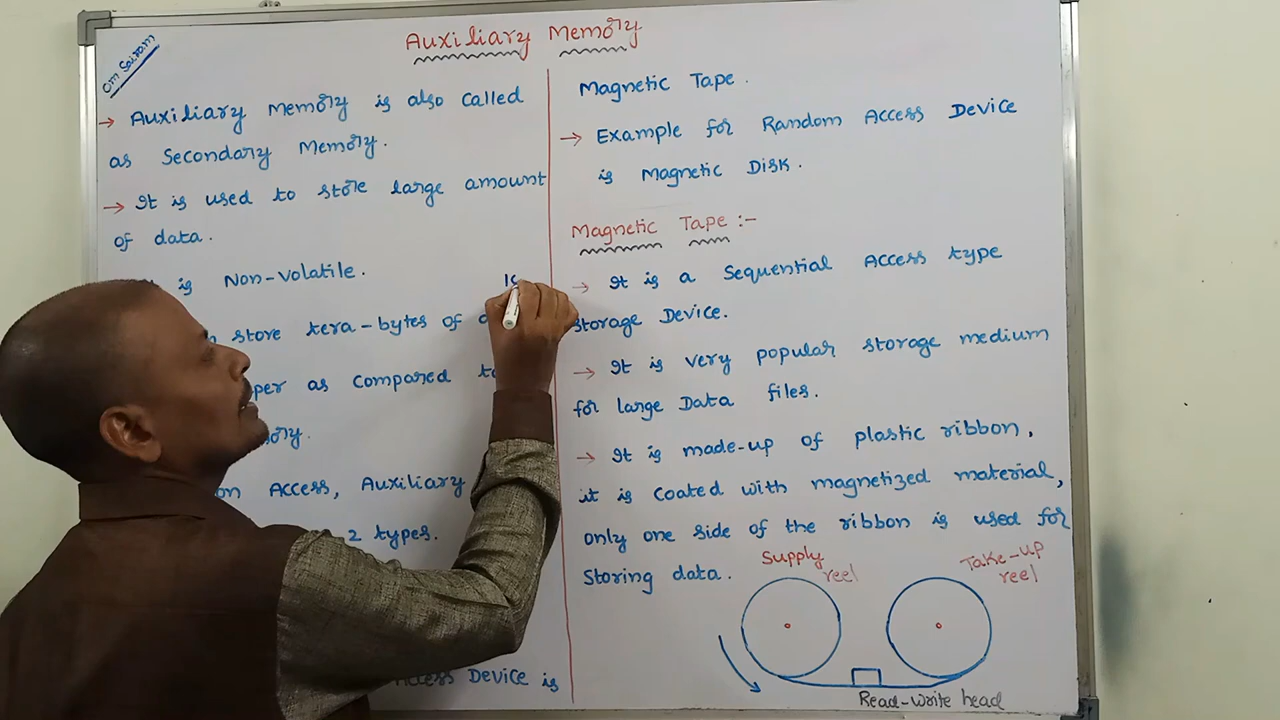 Om Sairam
Auxiliary Memory
→ Auxiliary Memory is also called
as Secondary Memory.
→ It is used to store large amount
of data.
is Non-volatile.
store tera-bytes of
as compared
on Access, Auxiliary
2 types.
Access Device is
Magnetic Tape.
→ Example for Random Access Device
is Magnetic Disk.
Magnetic Tape :-
→ It is a Sequential Access type
Storage Device.
→ It is very popular storage medium
for large Data files.
→ It is made-up of plastic ribbon,
it is coated with magnetized material,
only one side of the ribbon is used for
Storing data.
Supply
reel
Take-up
reel
Read-Write head